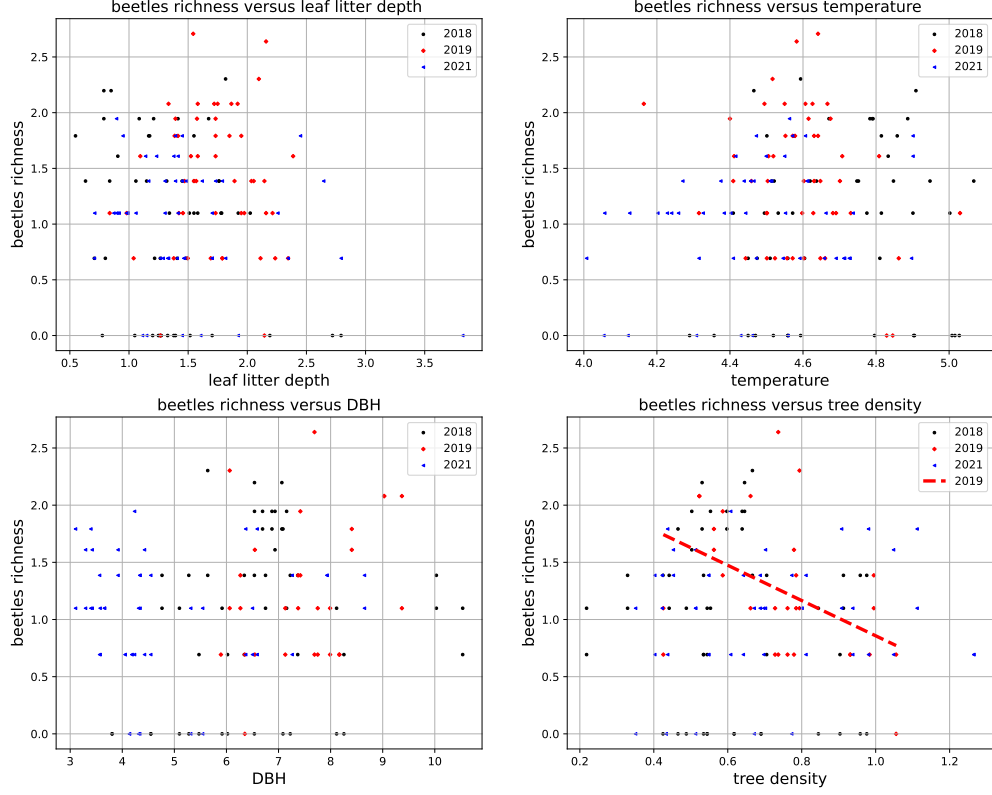 beetles richness versus leaf litter depth
beetles richness
2.5
2.0
1.5
1.0
0.5
0.0
2018
2019
2021
0.5 1.0 1.5 2.0 2.5 3.0 3.5
leaf litter depth
beetles richness versus temperature
beetles richness
2.5
2.0
1.5
1.0
0.5
0.0
2018
2019
2021
4.0 4.2 4.4 4.6 4.8 5.0
temperature
beetles richness versus DBH
beetles richness
2.5
2.0
1.5
1.0
0.5
0.0
2018
2019
2021
3 4 5 6 7 8 9 10
DBH
beetles richness versus tree density
beetles richness
2.5
2.0
1.5
1.0
0.5
0.0
2018
2019
2021
2019
0.2 0.4 0.6 0.8 1.0 1.2
tree density